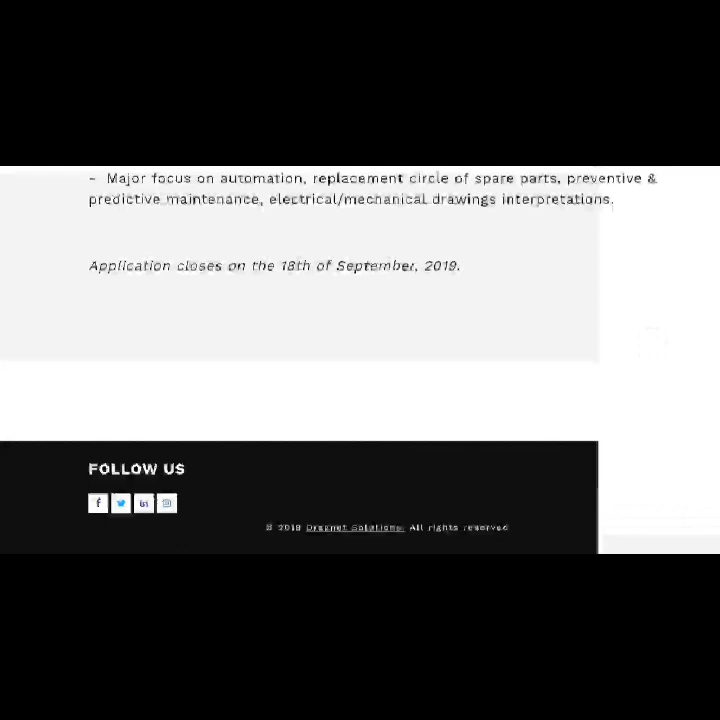 – Major focus on automation, replacement circle of spare parts, preventive &
predictive maintenance, electrical/mechanical drawings interpretations.
Application closes on the 18th of September, 2019.
FOLLOW US
© 2019 Dragnet Solutions. All rights reserved